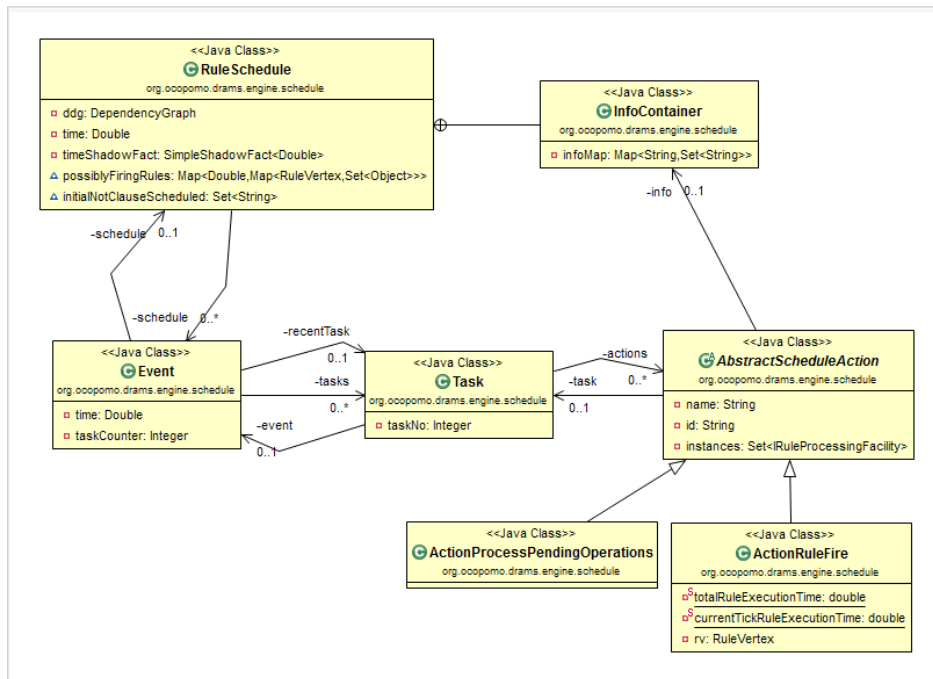 <<Java Class>>
RuleSchedule
org.ocopomo.drams.engine.schedule
ddg: DependencyGraph
time: Double
timeShadowFact: SimpleShadowFact<Double>
possiblyFiringRules: Map<Double,Map<RuleVertex,Set<Object>>>
initialNotClauseScheduled: Set<String>
<<Java Class>>
InfoContainer
org.ocopomo.drams.engine.schedule
infoMap: Map<String,Set<String>>
-info 0..1
-schedule 0..1
-schedule 0..*
<<Java Class>>
Event
org.ocopomo.drams.engine.schedule
time: Double
taskCounter: Integer
-recentTask
0..1
-tasks
0..*
-event
0..1
<<Java Class>>
Task
org.ocopomo.drams.engine.schedule
taskNo: Integer
-actions
0..*
-task
0..1
<<Java Class>>
AbstractScheduleAction
org.ocopomo.drams.engine.schedule
name: String
id: String
instances: Set<IRuleProcessingFacility>
<<Java Class>>
ActionProcessPendingOperations
org.ocopomo.drams.engine.schedule
<<Java Class>>
ActionRuleFire
org.ocopomo.drams.engine.schedule
totalRuleExecutionTime: double
currentTickRuleExecutionTime: double
rv: RuleVertex